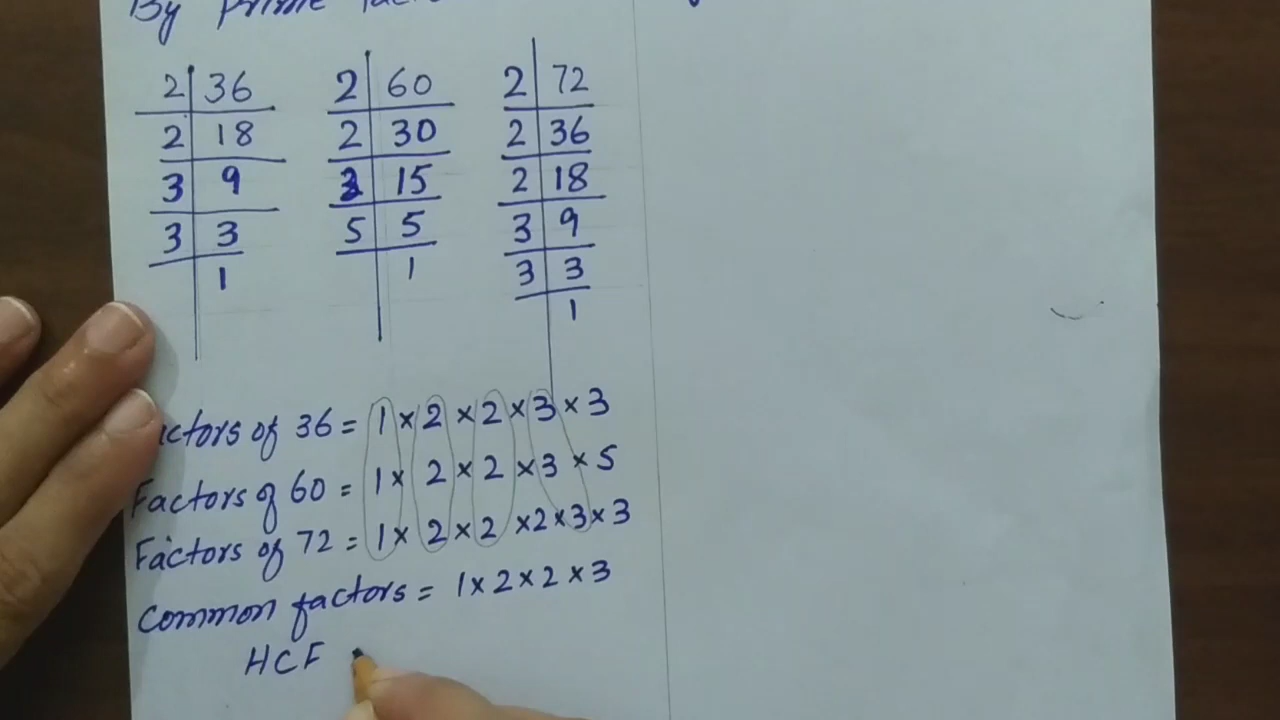 By Prime
2 36 2 60 2 72
2 18 2 30 2 36
3 9 3 15 2 18
3 3 5 5 3 9
1 1 3 3
1
actors of 36 = 1 × 2 × 2 × 3 × 3
Factors of 60 = 1 × 2 × 2 × 3 × 5
Factors of 72 = 1 × 2 × 2 × 2 × 3 × 3
Common factors = 1 × 2 × 2 × 3
HCF